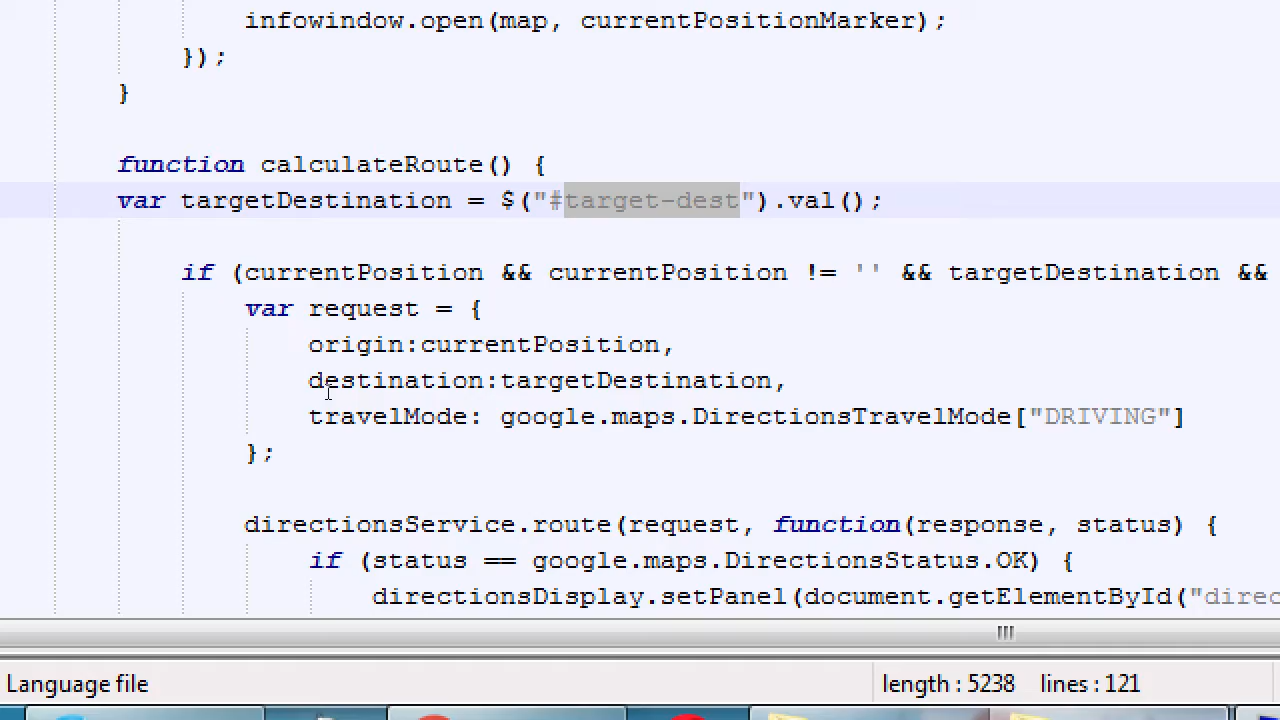 infowindow.open(map, currentPositionMarker);
});
}
function calculateRoute() {
var targetDestination = $("#target-dest").val();
if (currentPosition && currentPosition != '' && targetDestination &&
var request = {
origin:currentPosition,
destination:targetDestination,
travelMode: google.maps.DirectionsTravelMode["DRIVING"]
};
directionsService.route(request, function(response, status) {
if (status == google.maps.DirectionsStatus.OK) {
directionsDisplay.setPanel(document.getElementById("direc
Language file length : 5238 lines : 121